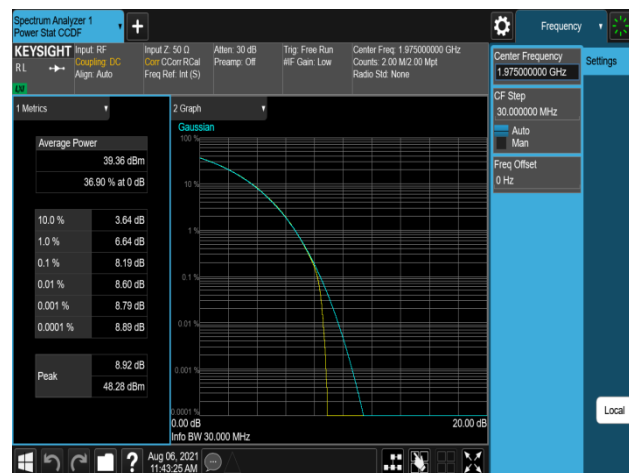 Spectrum Analyzer 1
Power Stat CCDF
Frequency
KEYSIGHT
RL
LXI
Input: RF
Coupling: DC
Align: Auto
Input Z: 50 Ω
Corr CCorr RCal
Freq Ref: Int (S)
Atten: 30 dB
Preamp: Off
Trig: Free Run
#IF Gain: Low
Center Freq: 1.975000000 GHz
Counts: 2.00 M/2.00 Mpt
Radio Std: None
Center Frequency
1.975000000 GHz
Settings
CF Step
30.000000 MHz
Auto
Man
Freq Offset
0 Hz
1 Metrics
Average Power
39.36 dBm
36.90 % at 0 dB
10.0 % 3.64 dB
1.0 % 6.64 dB
0.1 % 8.19 dB
0.01 % 8.60 dB
0.001 % 8.79 dB
0.0001 % 8.89 dB
Peak
8.92 dB
48.28 dBm
2 Graph
Gaussian
100 %
10 %
1 %
0.1 %
0.01 %
0.001 %
0.0001 %
0.00 dB 20.00 dB
Info BW 30.000 MHz
Local
?
Aug 06, 2021
11:43:25 AM